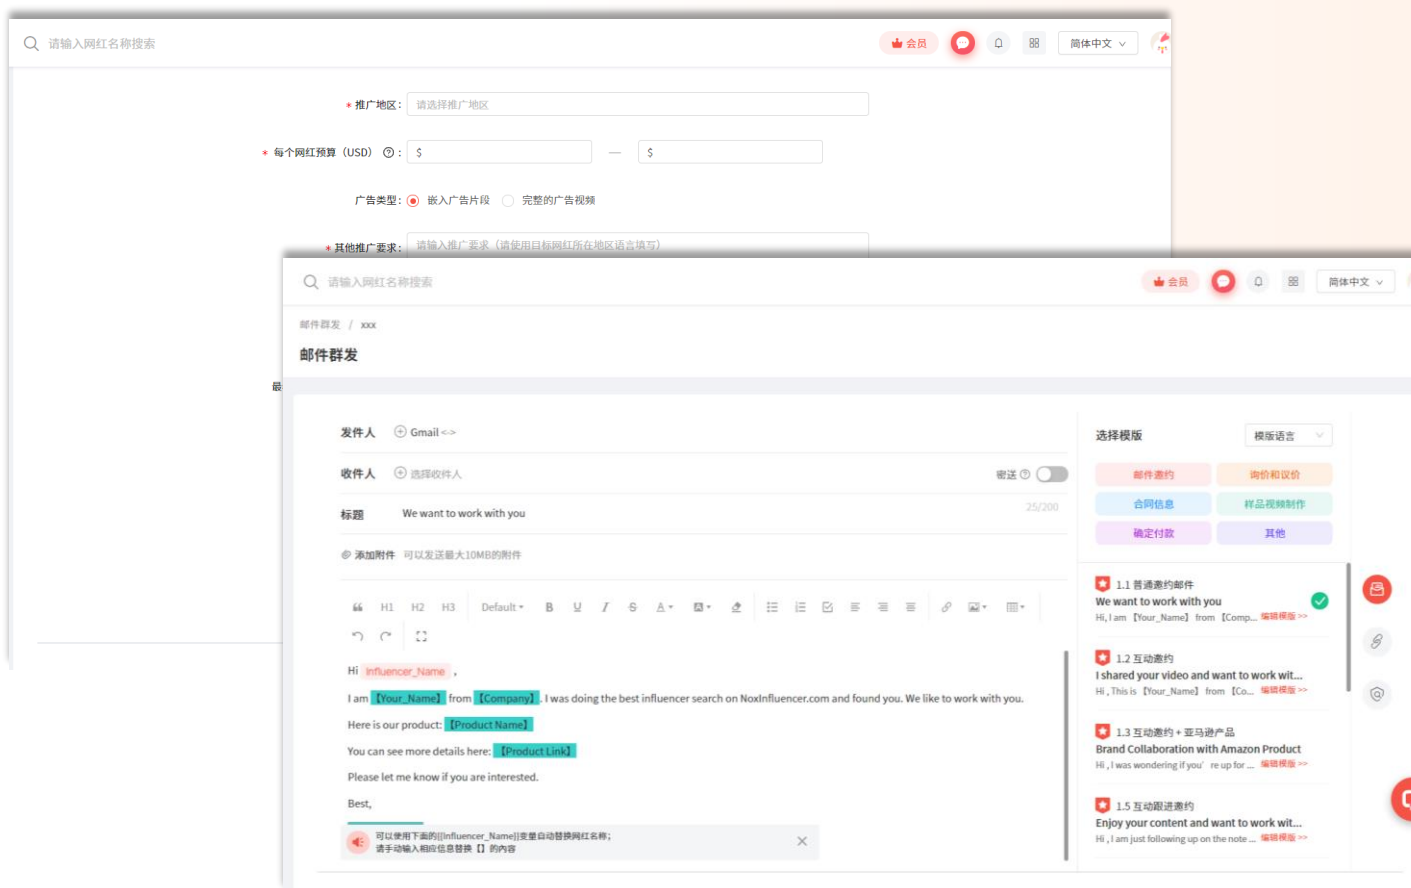 请输入网红名称搜索
会员
简体中文
* 推广地区： 请选择推广地区
* 每个网红预算（USD） ？： $ — $
广告类型： 嵌入广告片段 完整的广告视频
* 其他推广要求： 请输入推广要求（请使用目标网红所在地区语言填写）
最
请输入网红名称搜索
会员
简体中文
邮件群发 / xxx
邮件群发
发件人 Gmail <->
收件人 选择收件人 密送 ?
标题 We want to work with you 25/200
添加附件 可以发送最大10MB的附件
H1 H2 H3 Default B U I S A A
Hi Influencer_Name ,
I am 【Your_Name】 from 【Company】. I was doing the best influencer search on NoxInfluencer.com and found you. We like to work with you.
Here is our product: 【Product Name】
You can see more details here: 【Product Link】
Please let me know if you are interested.
Best,
可以使用下面的[[Influencer_Name]]变量自动替换网红名称；
请手动输入相应信息替换【】的内容
选择模版 模版语言
邮件邀约 询价和议价
合同信息 样品视频制作
确定付款 其他
1.1 普通邀约邮件
We want to work with you
Hi, I am 【Your_Name】 from 【Comp... 编辑模版 >>
1.2 互动邀约
I shared your video and want to work wit...
Hi , This is 【Your_Name】 from 【Co... 编辑模版 >>
1.3 互动邀约 + 亚马逊产品
Brand Collaboration with Amazon Product
Hi , I was wondering if you’re up for ... 编辑模版 >>
1.5 互动跟进邀约
Enjoy your content and want to work wit...
Hi , I am just following up on the note ... 编辑模版 >>